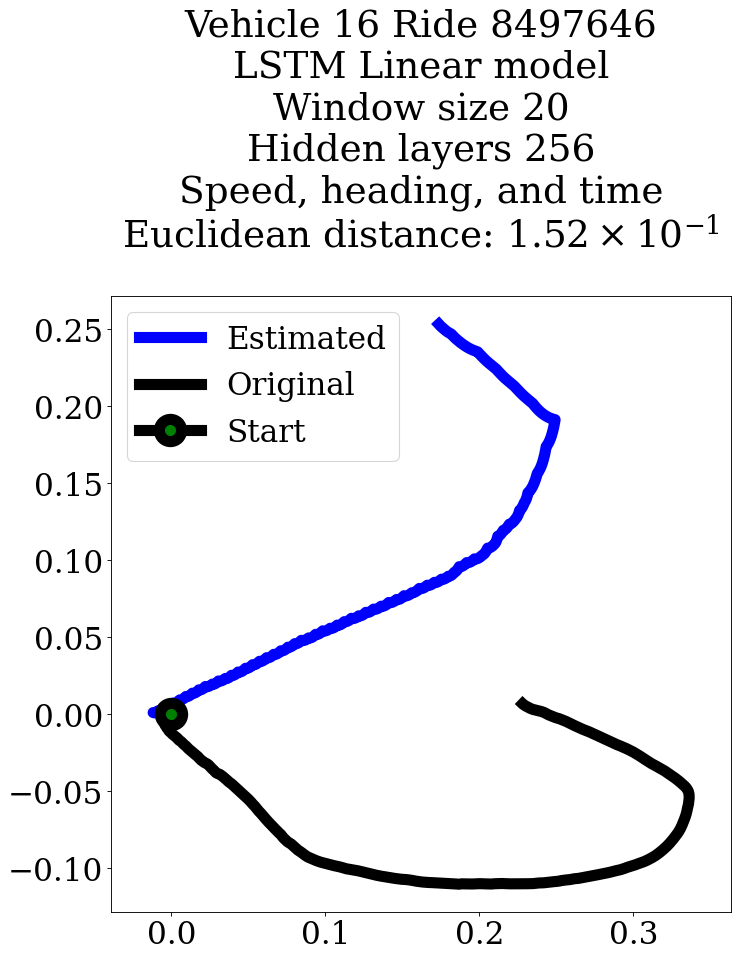 Vehicle 16 Ride 8497646
LSTM Linear model
Window size 20
Hidden layers 256
Speed, heading, and time
Euclidean distance: 1.52 × 10⁻¹
Estimated
Original
Start
0.25
0.20
0.15
0.10
0.05
0.00
−0.05
−0.10
0.0 0.1 0.2 0.3